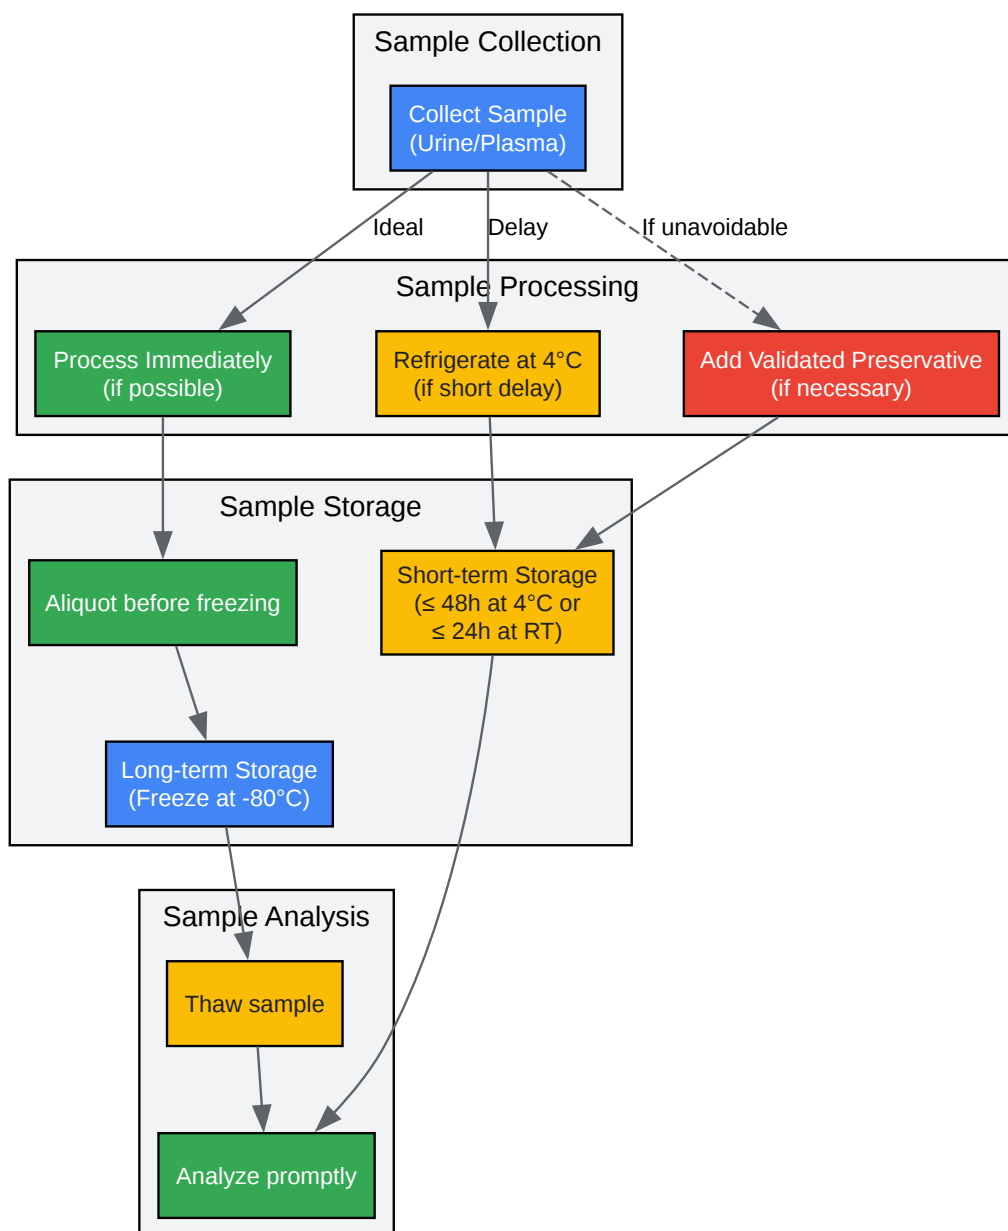 Sample Collection
Collect Sample
(Urine/Plasma)
Ideal
Delay
If unavoidable
Sample Processing
Process Immediately
(if possible)
Refrigerate at 4°C
(if short delay)
Add Validated Preservative
(if necessary)
Sample Storage
Aliquot before freezing
Short-term Storage
(≤ 48h at 4°C or
≤ 24h at RT)
Long-term Storage
(Freeze at -80°C)
Sample Analysis
Thaw sample
Analyze promptly